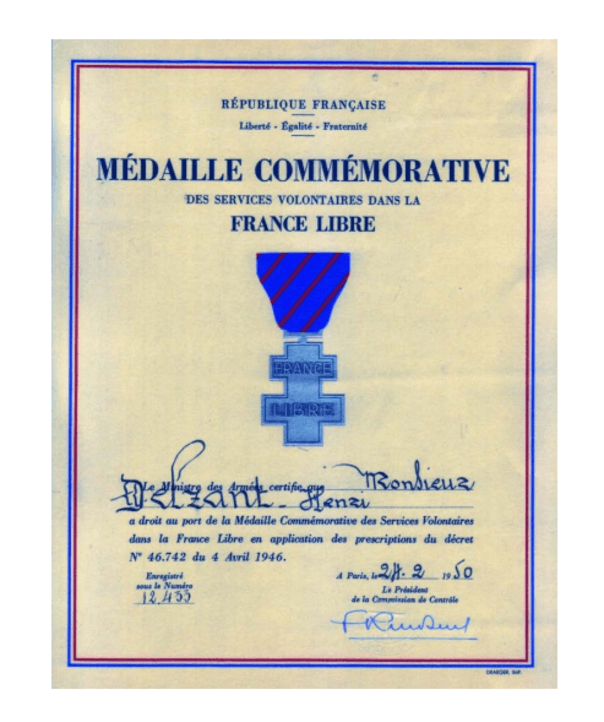 RÉPUBLIQUE FRANÇAISE
Liberté - Égalité - Fraternité
MÉDAILLE COMMÉMORATIVE
DES SERVICES VOLONTAIRES DANS LA
FRANCE LIBRE
FRANCE
LIBRE
Le Ministre des Armées certifie que Monsieur
Delzant - Henri
a droit au port de la Médaille Commémorative des Services Volontaires
dans la France Libre en application des prescriptions du décret
N° 46.742 du 4 Avril 1946.
Enregistré
sous le Numéro
12.433
A Paris, le 2 1950
Le Président
de la Commission de Contrôle
DRAEGER, IMP.